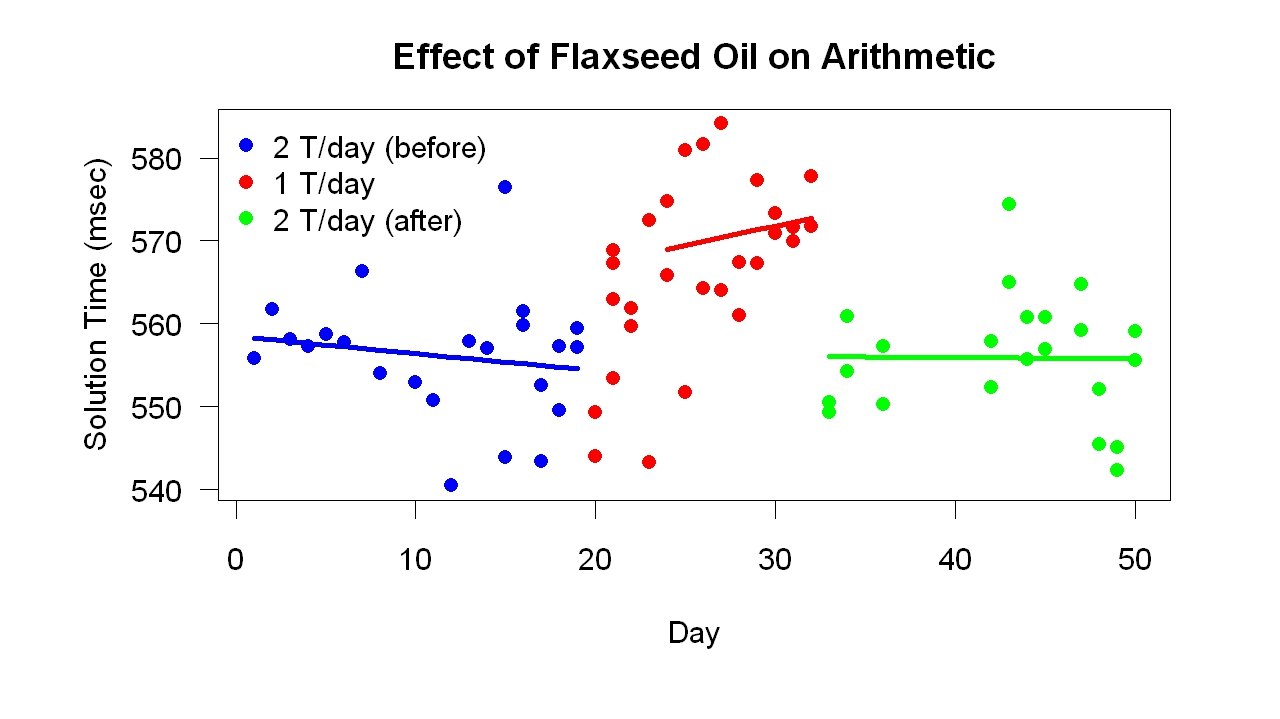 Effect of Flaxseed Oil on Arithmetic
2 T/day (before)
1 T/day
2 T/day (after)
Solution Time (msec)
580
570
560
550
540
0 10 20 30 40 50
Day